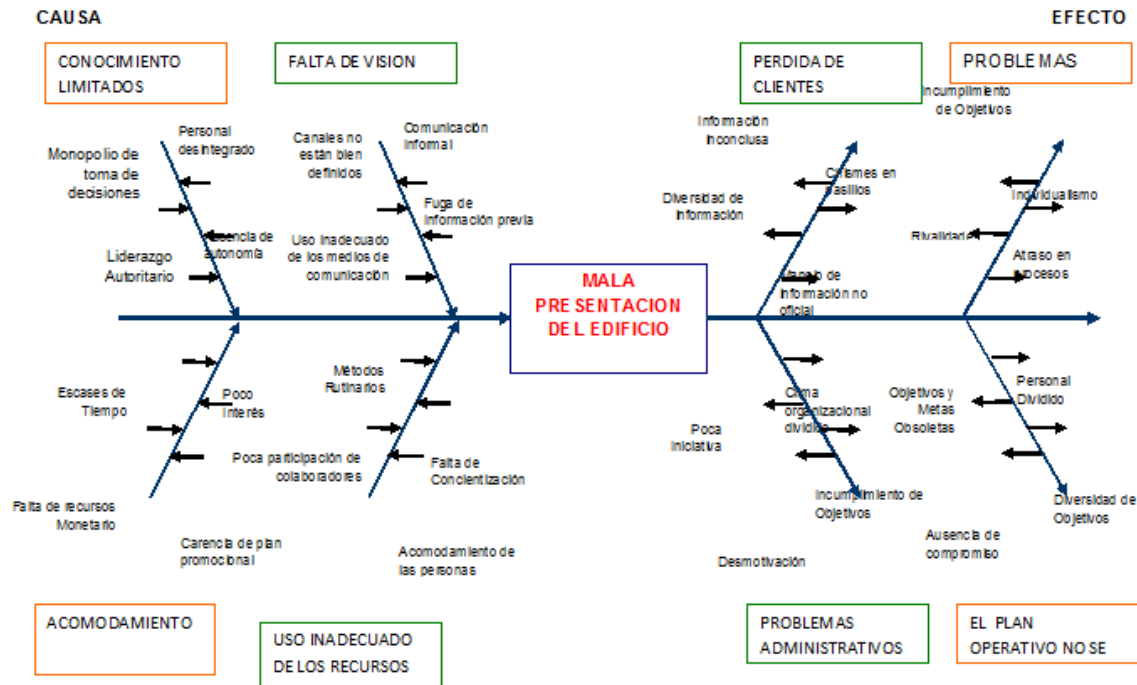 CAUSA
EFECTO
CONOCIMIENTO
LIMITADOS
FALTA DE VISION
PERDIDA DE
CLIENTES
PROBLEMAS
Incumplimiento
de Objetivos
Personal
desintegrado
Monopolio de
toma de
decisiones
autonomía
Liderazgo
Autoritario
Canales no
están bien
definidos
Comunicación
Informal
Fuga de
Información previa
Uso Inadecuado
de los medios de
comunicación
Información
Inconclusa
Chismes en
pasillos
Diversidad de
Información
Manejo de
Información no
oficial
Individualismo
Rivalidade
Atraso en
procesos
MALA
PRESENTACION
DEL EDIFICIO
Escases de
Tiempo
Poco
Interés
Falta de recursos
Monetario
Carencia de plan
promocional
Métodos
Rutinarios
Poca participación de
colaboradores
Falta de
Concientización
Acomodamiento de
las personas
Clima
organizacional
dividido
Poca
Iniciativa
Incumplimiento de
Objetivos
Desmotivación
Objetivos y
Metas
Obsoletas
Personal
Dividido
Diversidad de
Objetivos
Ausencia de
compromiso
ACOMODAMIENTO
USO INADECUADO
DE LOS RECURSOS
PROBLEMAS
ADMINISTRATIVOS
EL PLAN
OPERATIVO NO SE